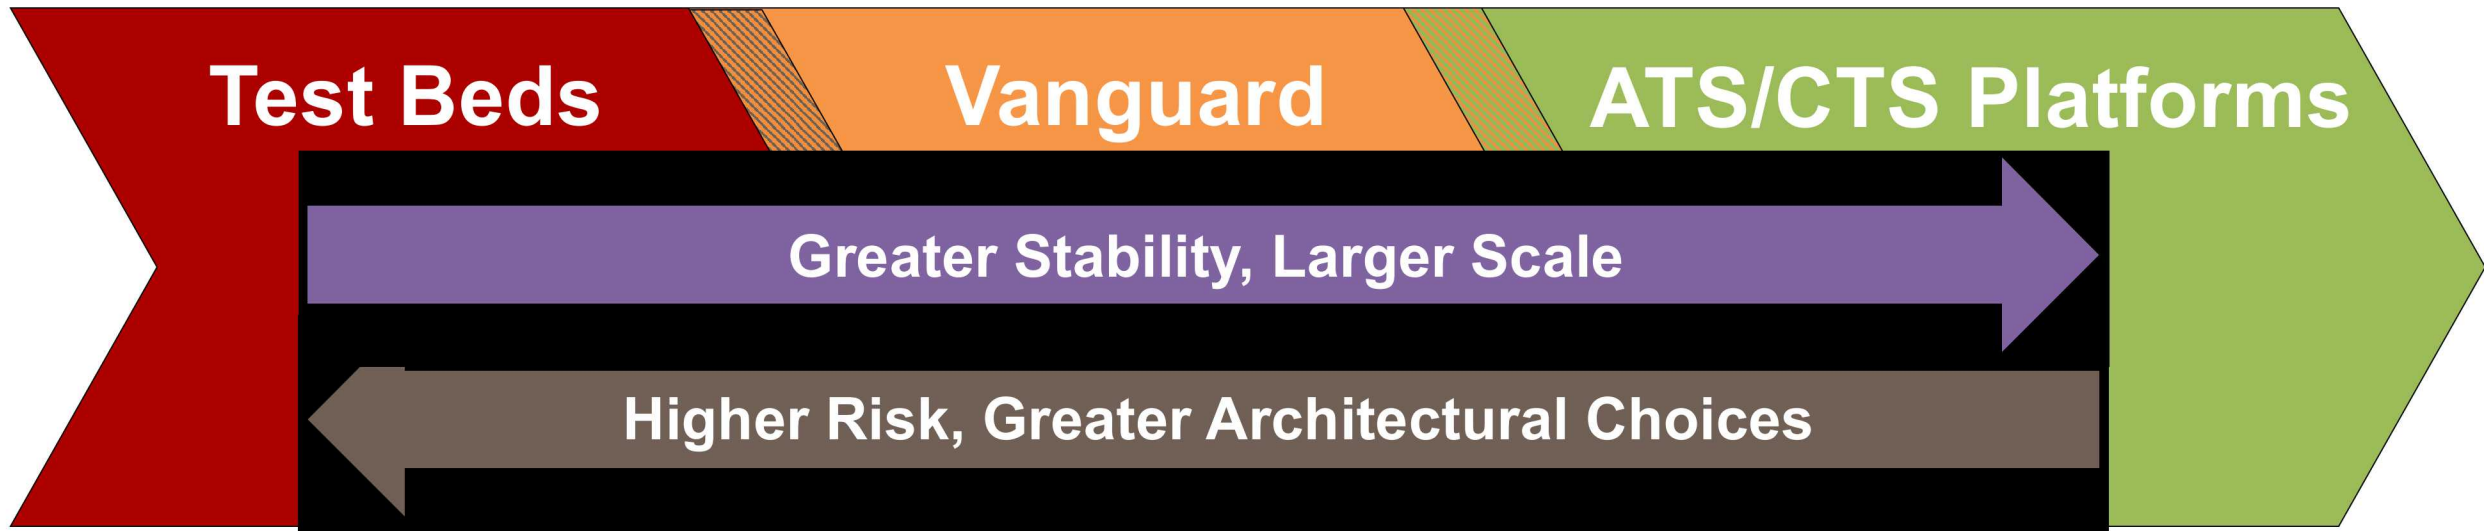 Test Beds
Vanguard
ATS/CTS Platforms
Greater Stability, Larger Scale
Higher Risk, Greater Architectural Choices